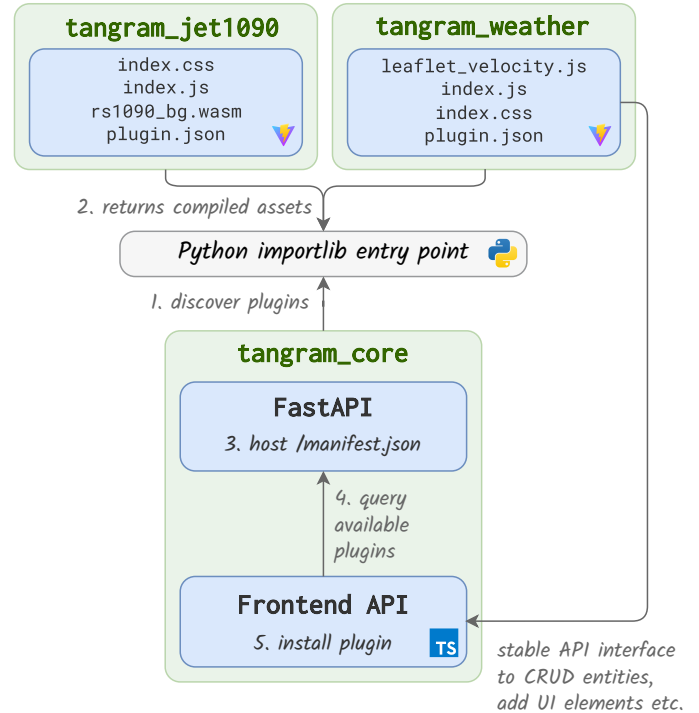 tangram_jet1090
index.css
index.js
rs1090_bg.wasm
plugin.json
tangram_weather
leaflet_velocity.js
index.js
index.css
plugin.json
2. returns compiled assets
Python importlib entry point
1. discover plugins
tangram_core
FastAPI
3. host /manifest.json
4. query
available
plugins
Frontend API
5. install plugin
TS
stable API interface
to CRUD entities,
add UI elements etc.